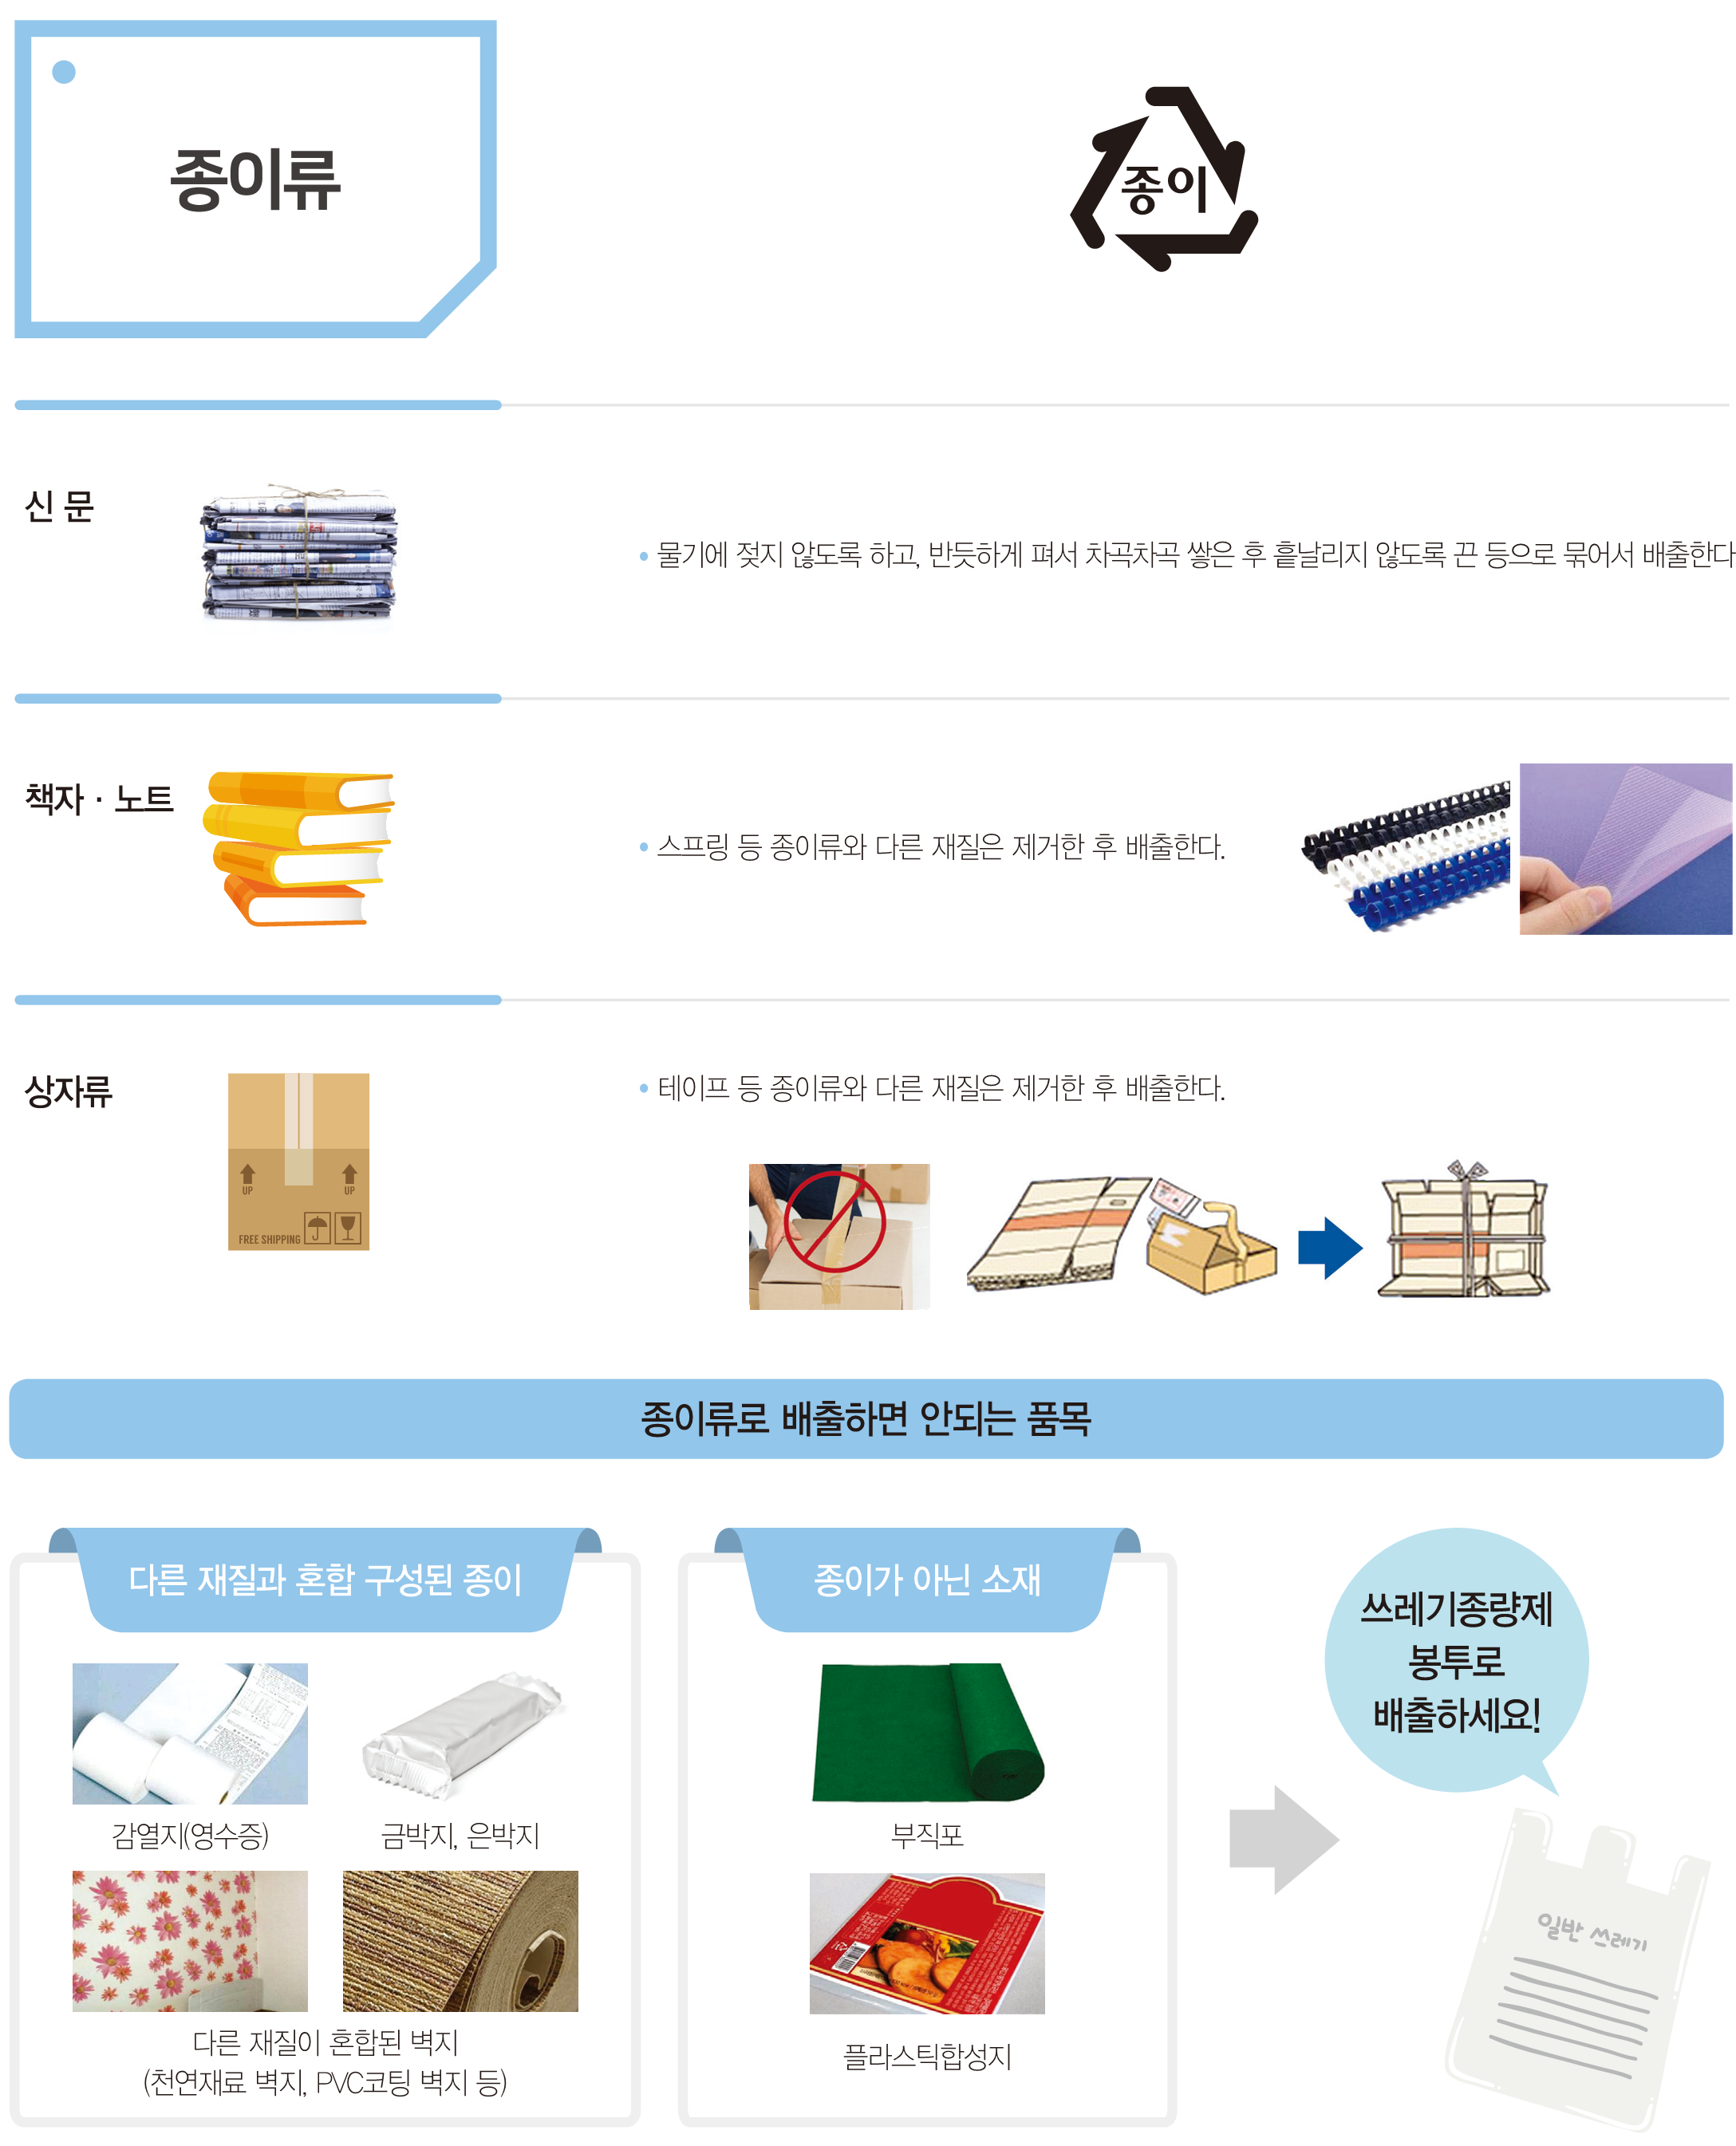 종이류
종이
신 문
• 물기에 젖지 않도록 하고, 반듯하게 펴서 차곡차곡 쌓은 후 흩날리지 않도록 끈 등으로 묶어서 배출한다
책자 · 노트
• 스프링 등 종이류와 다른 재질은 제거한 후 배출한다.
상자류
UP
UP
FREE SHIPPING
• 테이프 등 종이류와 다른 재질은 제거한 후 배출한다.
종이류로 배출하면 안되는 품목
다른 재질과 혼합 구성된 종이
감열지(영수증)
금박지, 은박지
다른 재질이 혼합된 벽지
(천연재료 벽지, PVC코팅 벽지 등)
종이가 아닌 소재
부직포
플라스틱합성지
쓰레기종량제
봉투로
배출하세요!
일반 쓰레기